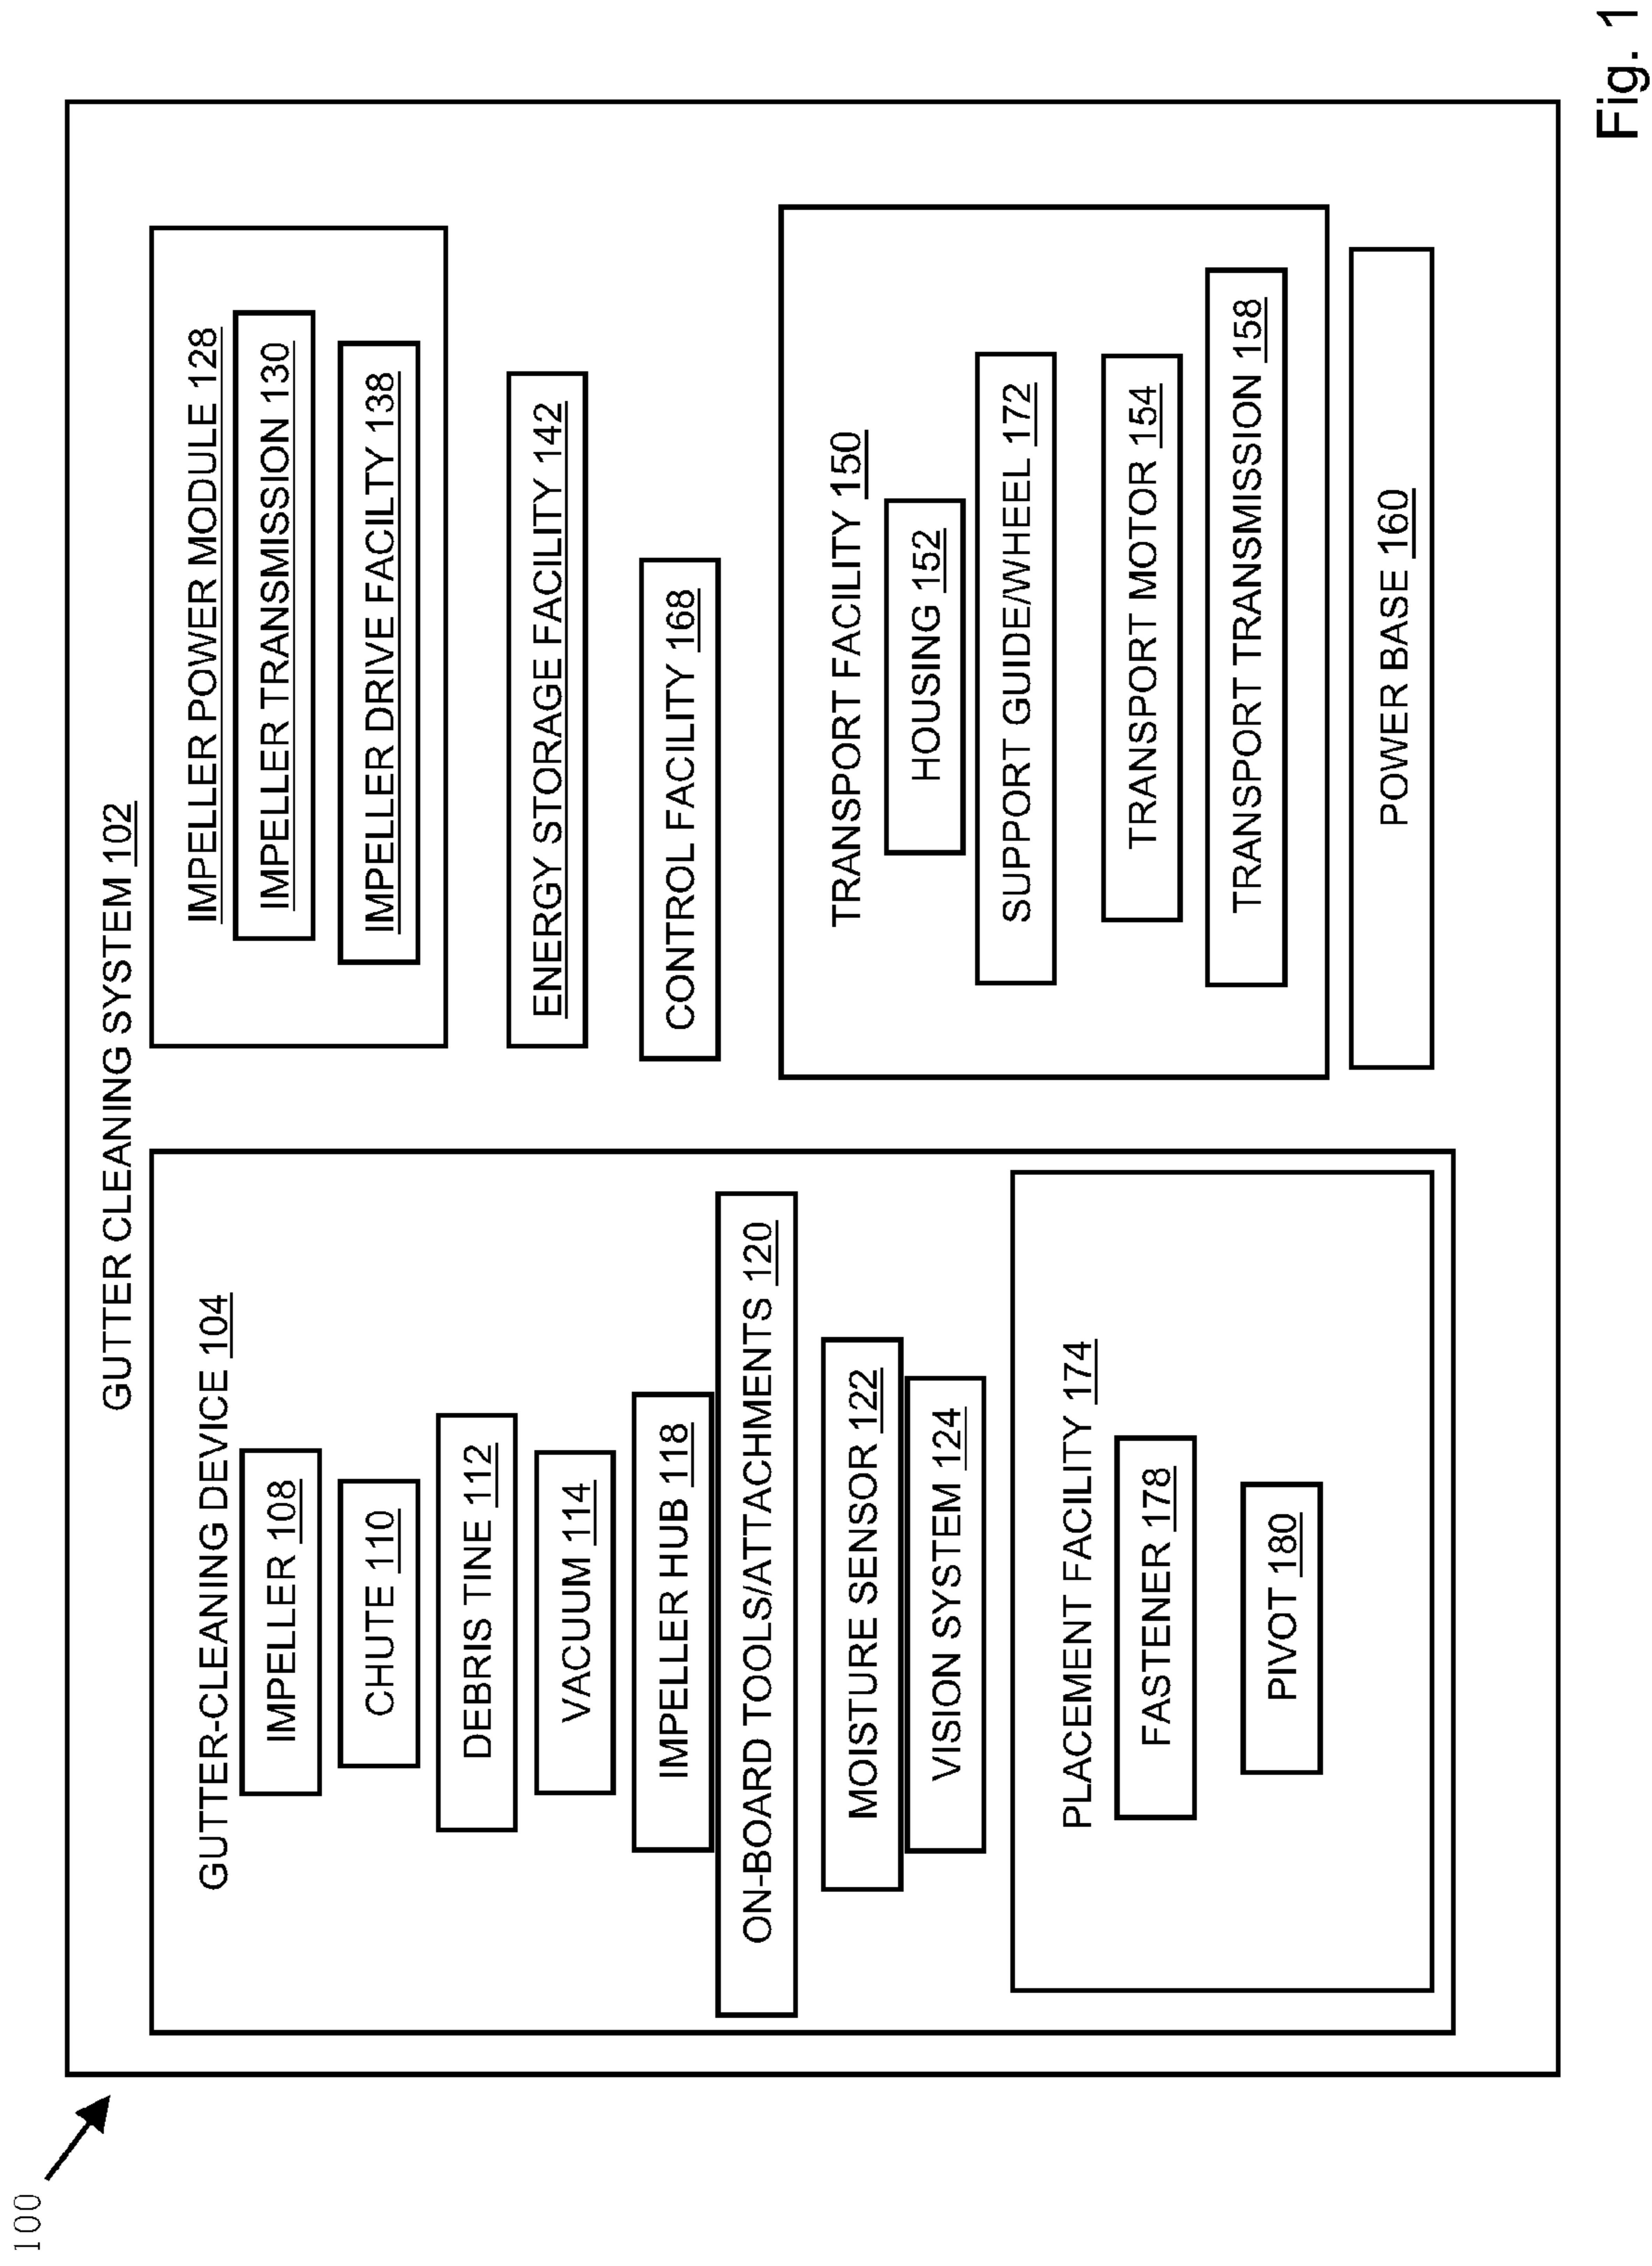 100
GUTTER CLEANING SYSTEM 102
GUTTER-CLEANING DEVICE 104
IMPELLER 108
CHUTE 110
DEBRIS TINE 112
VACUUM 114
IMPELLER HUB 118
ON-BOARD TOOLS/ATTACHMENTS 120
MOISTURE SENSOR 122
VISION SYSTEM 124
PLACEMENT FACILITY 174
FASTENER 178
PIVOT 180
IMPELLER POWER MODULE 128
IMPELLER TRANSMISSION 130
IMPELLER DRIVE FACILTY 138
ENERGY STORAGE FACILITY 142
CONTROL FACILITY 168
TRANSPORT FACILITY 150
HOUSING 152
SUPPORT GUIDE/WHEEL 172
TRANSPORT MOTOR 154
TRANSPORT TRANSMISSION 158
POWER BASE 160
Fig. 1